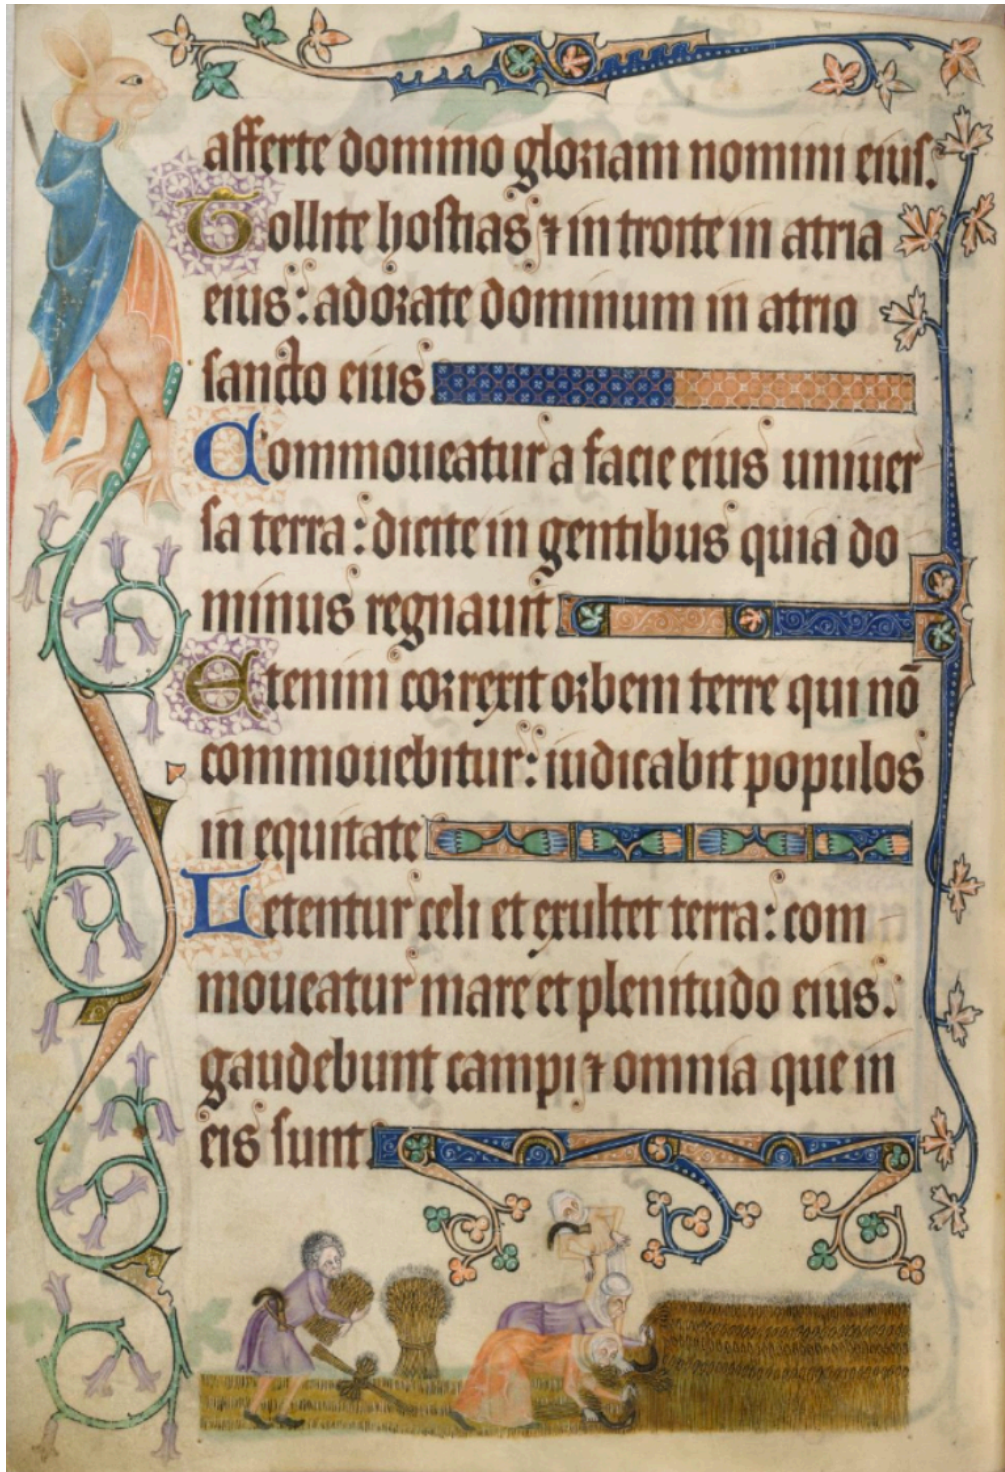 afferte domino gloriam nomini eius.
Tollite hostias ⁊ in troite in atria
eius: adorate dominum in atrio
sancto eius.
Commoueatur a facie eius uniuer
sa terra: dicite in gentibus quia do
minus regnauit.
Etenim correxit orbem terre qui nō
commouebitur: iudicabit populos
in equitate.
Letentur celi et exultet terra: com
moueatur mare et plenitudo eius.
gaudebunt campi ⁊ omnia que in
eis sunt.